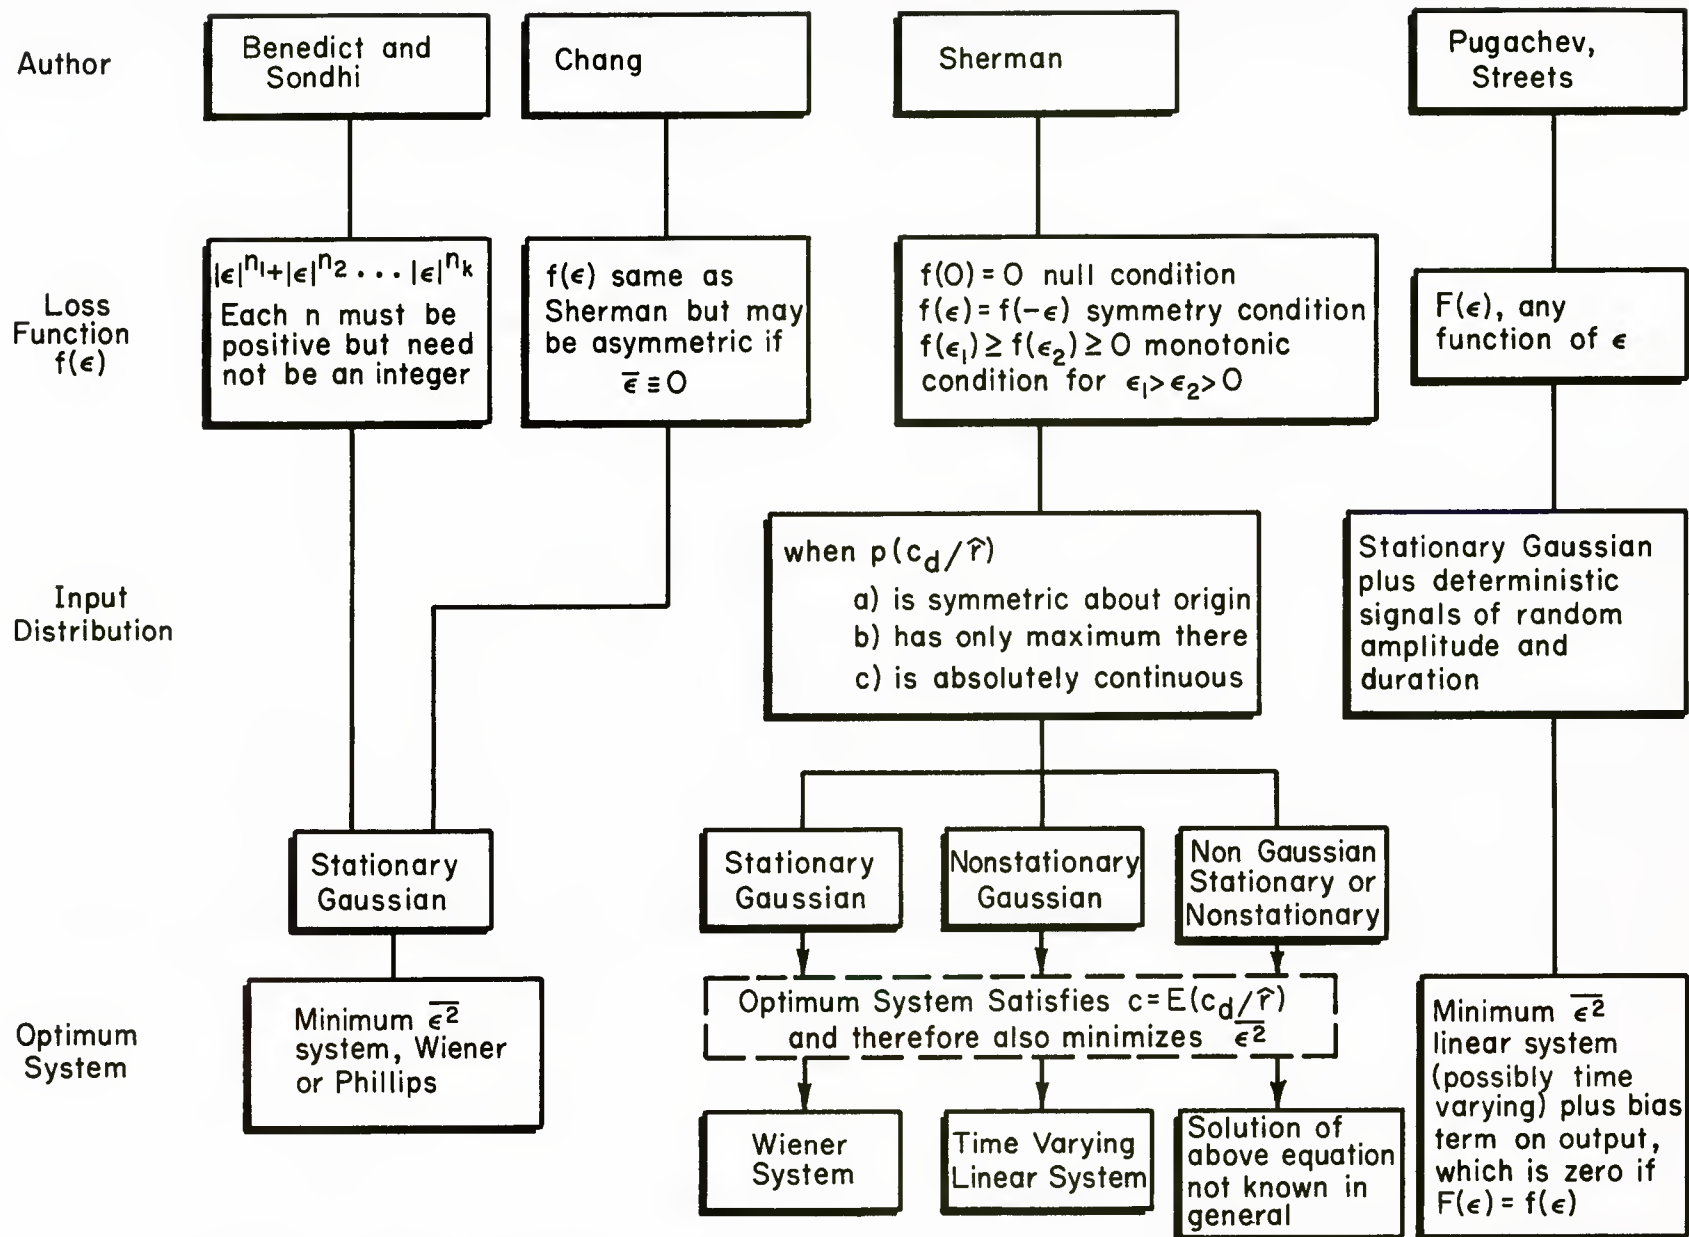 Author
Benedict and
Sondhi
Chang
Sherman
Pugachev,
Streets
Loss
Function
f(ϵ)
|ϵ|^n₁+|ϵ|^n₂ . . . |ϵ|^n_k
Each n must be
positive but need
not be an integer
f(ϵ) same as
Sherman but may
be asymmetric if
ϵ̅ ≡ 0
f(0) = 0 null condition
f(ϵ) = f(-ϵ) symmetry condition
f(ϵ₁) ≥ f(ϵ₂) ≥ 0 monotonic
condition for ϵ₁>ϵ₂>0
F(ϵ), any
function of ϵ
Input
Distribution
when p(c_d/r̂)
a) is symmetric about origin
b) has only maximum there
c) is absolutely continuous
Stationary Gaussian
plus deterministic
signals of random
amplitude and
duration
Stationary
Gaussian
Stationary
Gaussian
Nonstationary
Gaussian
Non Gaussian
Stationary or
Nonstationary
Optimum
System
Minimum ϵ̅²̅
system, Wiener
or Phillips
Optimum System Satisfies c=E(c_d/r̂)
and therefore also minimizes ϵ̅²̅
Wiener
System
Time Varying
Linear System
Solution of
above equation
not known in
general
Minimum ϵ̅²̅
linear system
(possibly time
varying) plus bias
term on output,
which is zero if
F(ϵ) = f(ϵ)